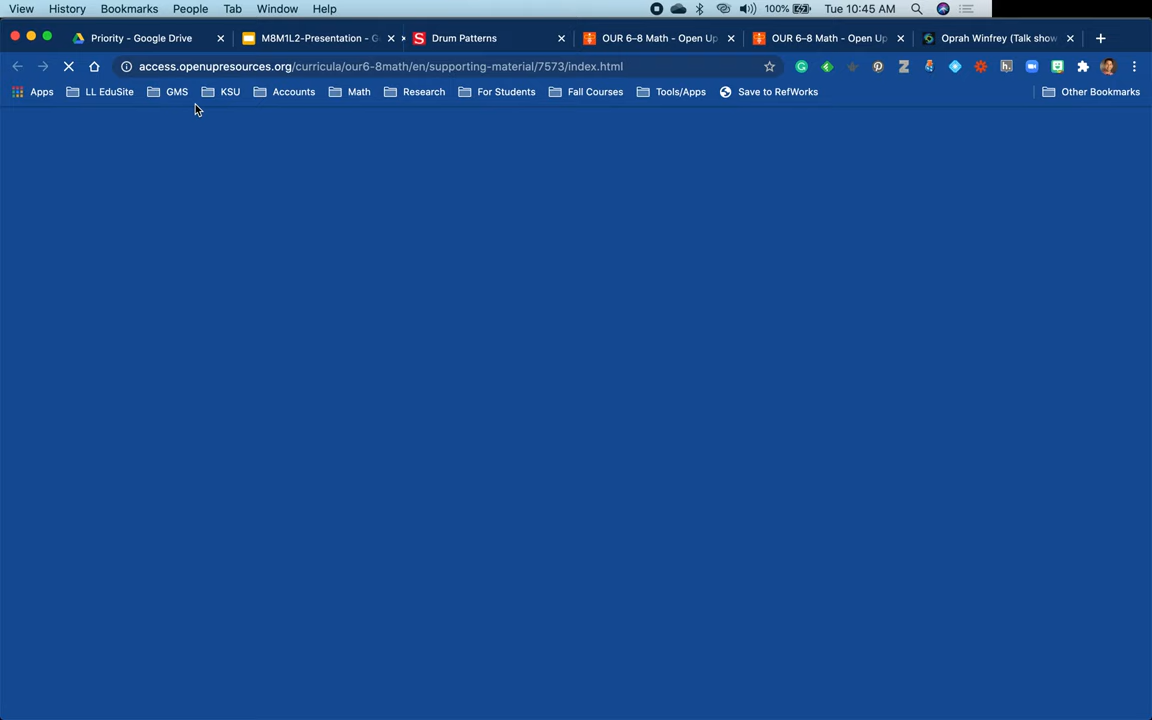 View History Bookmarks People Tab Window Help 100% Tue 10:45 AM
Priority - Google Drive M8M1L2-Presentation - G Drum Patterns OUR 6–8 Math - Open Up OUR 6–8 Math - Open Up Oprah Winfrey (Talk show
access.openupresources.org/curricula/our6-8math/en/supporting-material/7573/index.html
Apps LL EduSite GMS KSU Accounts Math Research For Students Fall Courses Tools/Apps Save to RefWorks Other Bookmarks